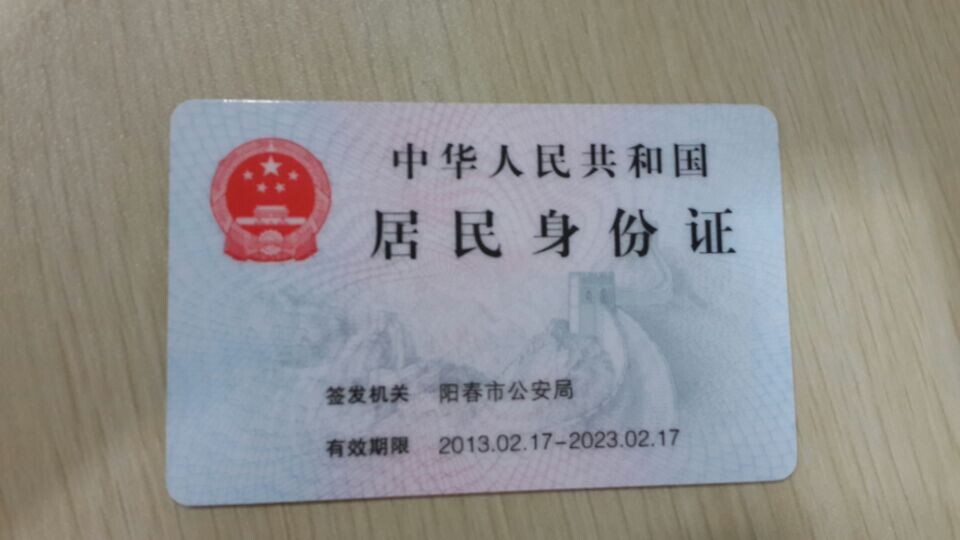 中华人民共和国
居民身份证
签发机关 阳春市公安局
有效期限 2013.02.17-2023.02.17